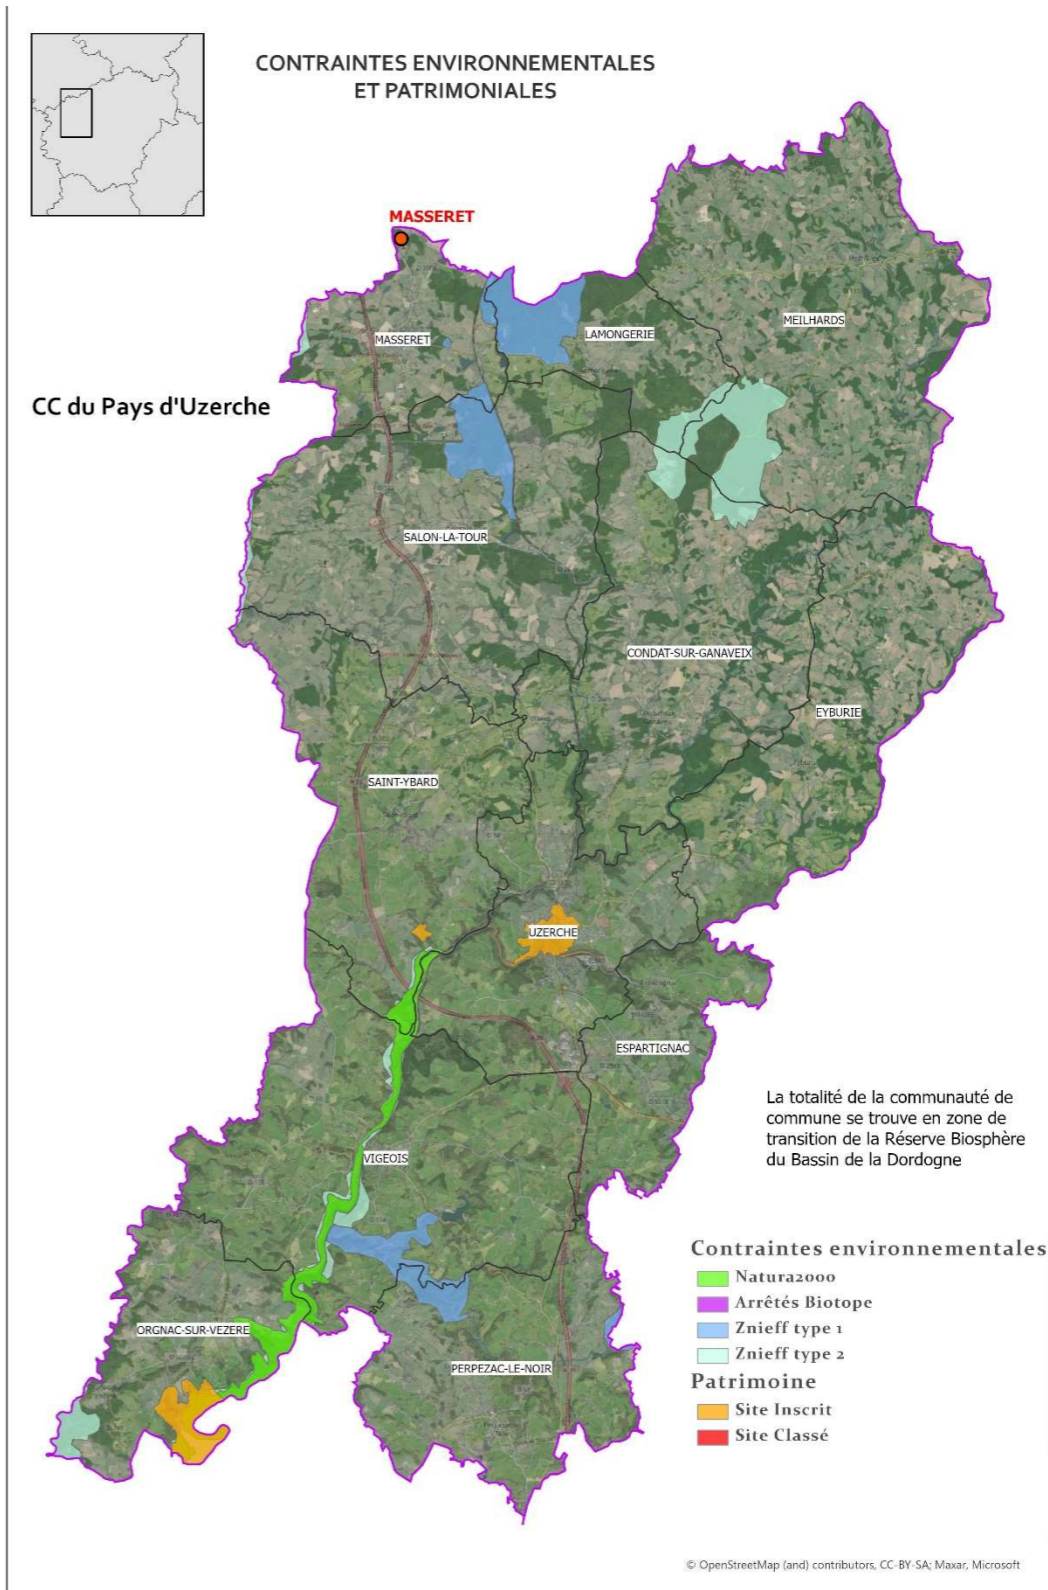 CONTRAINTES ENVIRONNEMENTALES
ET PATRIMONIALES
MASSERET
MASSERET
LAMONGERIE
MEILHARDS
CC du Pays d'Uzerche
SALON-LA-TOUR
CONDAT-SUR-GANAVEIX
EYBURIE
SAINT-YBARD
UZERCHE
ESPARTIGNAC
La totalité de la communauté de
commune se trouve en zone de
transition de la Réserve Biosphère
du Bassin de la Dordogne
VIGEOIS
ORGNAC-SUR-VEZERE
PERPEZAC-LE-NOIR
Contraintes environnementales
Natura2000
Arrêtés Biotope
Znieff type 1
Znieff type 2
Patrimoine
Site Inscrit
Site Classé
© OpenStreetMap (and) contributors, CC-BY-SA; Maxar, Microsoft